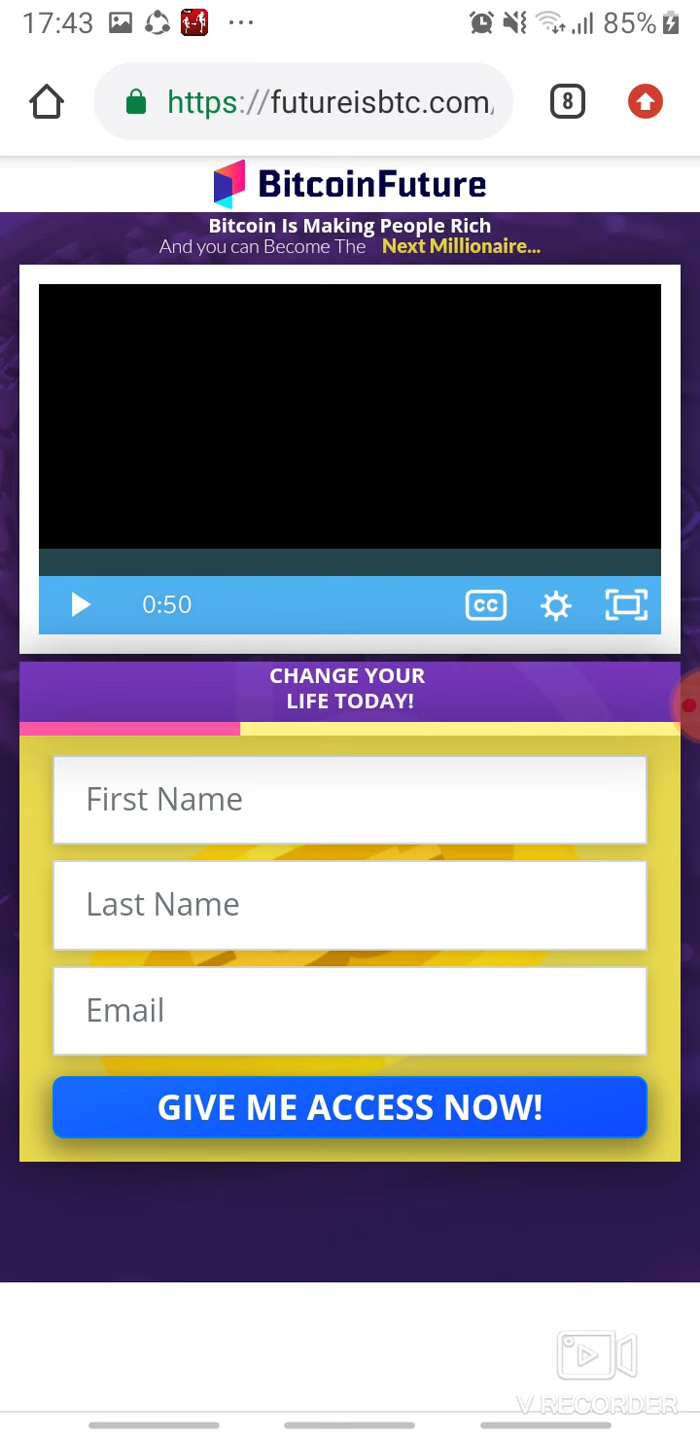 17:43 ... 85%
https://futureisbtc.com,
8
BitcoinFuture
Bitcoin Is Making People Rich
And you can Become The Next Millionaire...
0:50
CC
CHANGE YOUR
LIFE TODAY!
First Name
Last Name
Email
GIVE ME ACCESS NOW!
V RECORDER